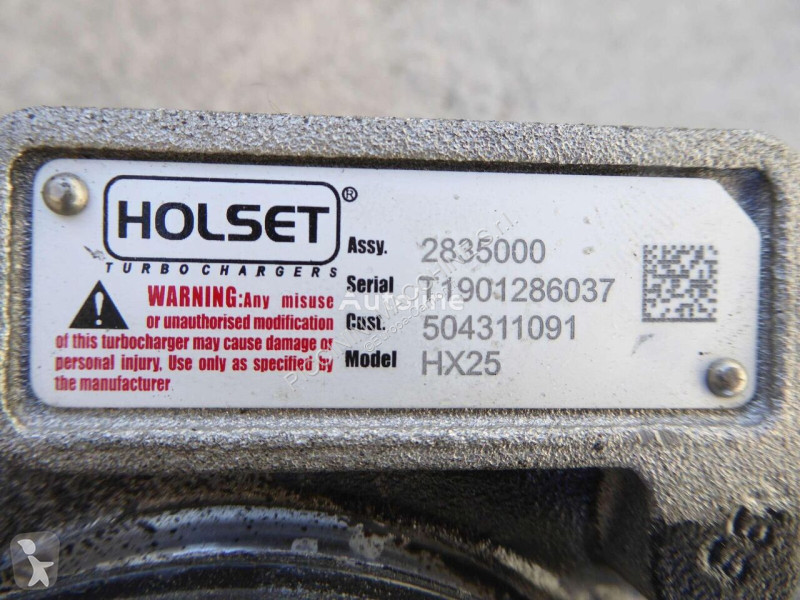 HOLSET®
TURBOCHARGERS
WARNING: Any misuse
or unauthorised modification
of this turbocharger may cause damage or
personal injury. Use only as specified by
the manufacturer
Assy. 2835000
Serial T1901286037
Cust. 504311091
Model HX25
Autoline